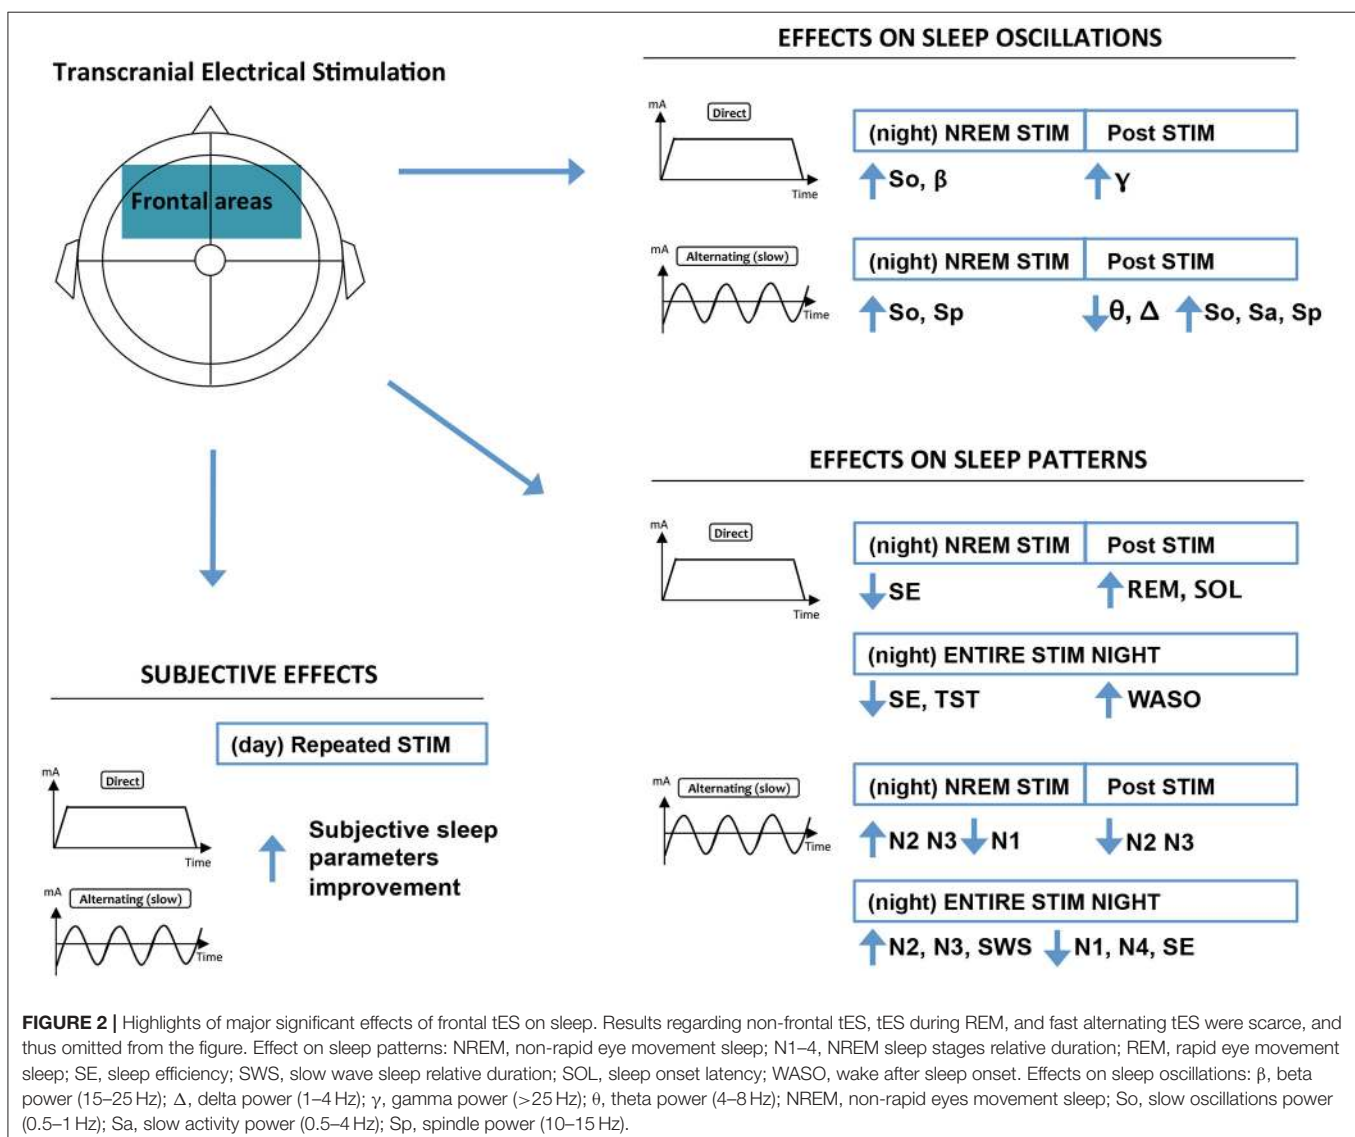 Transcranial Electrical Stimulation
Frontal areas
EFFECTS ON SLEEP OSCILLATIONS
mA
Direct
Time
(night) NREM STIM
Post STIM
So, β
γ
mA
Alternating (slow)
Time
(night) NREM STIM
Post STIM
So, Sp
θ, Δ
So, Sa, Sp
EFFECTS ON SLEEP PATTERNS
mA
Direct
Time
(night) NREM STIM
Post STIM
SE
REM, SOL
(night) ENTIRE STIM NIGHT
SE, TST
WASO
mA
Alternating (slow)
Time
(night) NREM STIM
Post STIM
N2 N3
N1
N2 N3
(night) ENTIRE STIM NIGHT
N2, N3, SWS
N1, N4, SE
SUBJECTIVE EFFECTS
(day) Repeated STIM
mA
Direct
Time
mA
Alternating (slow)
Time
Subjective sleep
parameters
improvement
FIGURE 2 | Highlights of major significant effects of frontal tES on sleep. Results regarding non-frontal tES, tES during REM, and fast alternating tES were scarce, and
thus omitted from the figure. Effect on sleep patterns: NREM, non-rapid eye movement sleep; N1–4, NREM sleep stages relative duration; REM, rapid eye movement
sleep; SE, sleep efficiency; SWS, slow wave sleep relative duration; SOL, sleep onset latency; WASO, wake after sleep onset. Effects on sleep oscillations: β, beta
power (15–25 Hz); Δ, delta power (1–4 Hz); γ, gamma power (>25 Hz); θ, theta power (4–8 Hz); NREM, non-rapid eyes movement sleep; So, slow oscillations power
(0.5–1 Hz); Sa, slow activity power (0.5–4 Hz); Sp, spindle power (10–15 Hz).